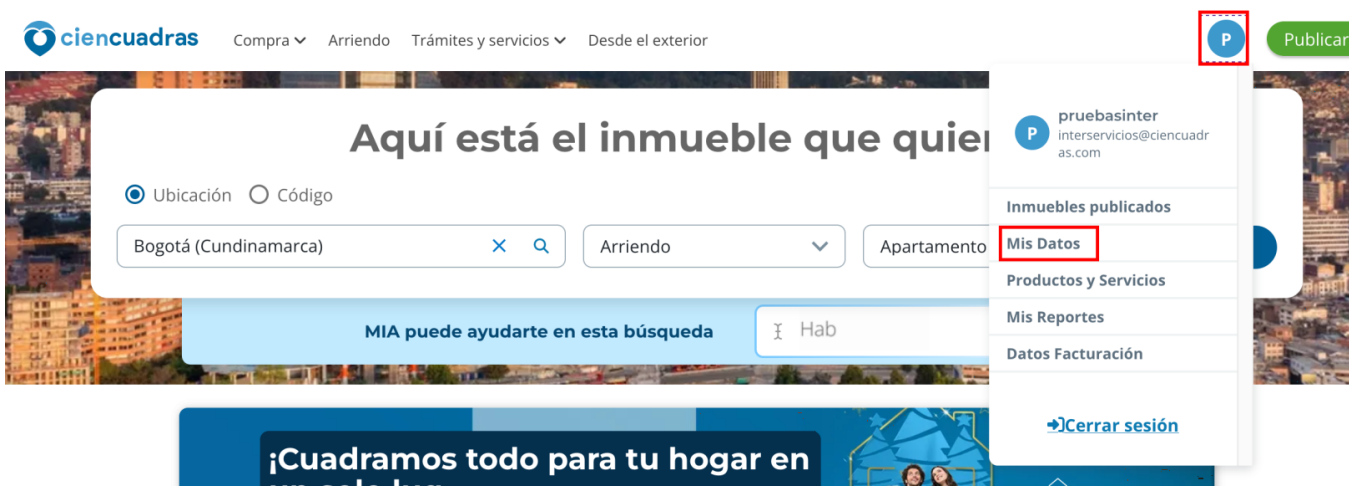 ciencuadras Compra Arriendo Trámites y servicios Desde el exterior P Publicar
Aquí está el inmueble que
Ubicación Código
Bogotá (Cundinamarca) Arriendo Apartamento
MIA puede ayudarte en esta búsqueda Hab
P pruebasinter
interservicios@ciencuadr
as.com
Inmuebles publicados
Mis Datos
Productos y Servicios
Mis Reportes
Datos Facturación
Cerrar sesión
¡Cuadramos todo para tu hogar en